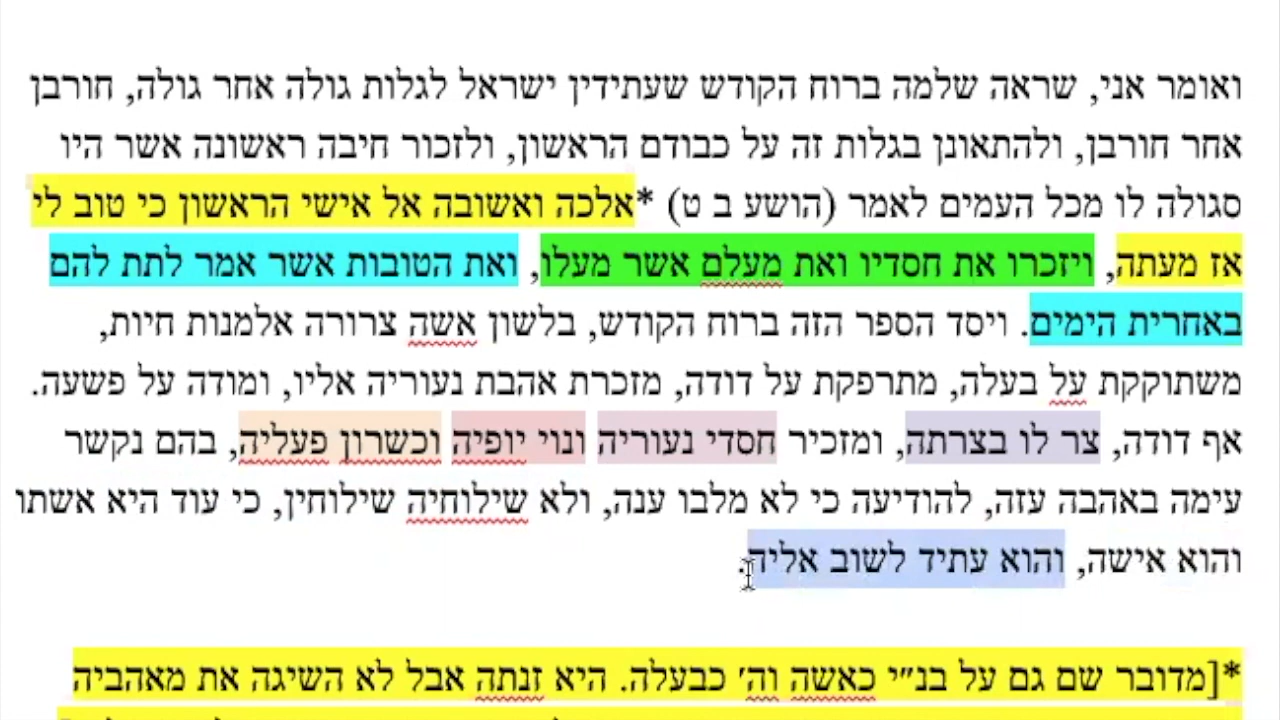 ואומר אני, שראה שלמה ברוח הקודש שעתידין ישראל לגלות גולה אחר גולה, חורבן
אחר חורבן, ולהתאונן בגלות זה על כבודם הראשון, ולזכור חיבה ראשונה אשר היו
סגולה לו מכל העמים לאמר (הושע ב ט) *אלכה ואשובה אל אישי הראשון כי טוב לי
אז מעתה, ויזכרו את חסדיו ואת מעלם אשר מעלו, ואת הטובות אשר אמר לתת להם
באחרית הימים. ויסד הספר הזה ברוח הקודש, בלשון אשה צרורה אלמנות חיות,
משתוקקת על בעלה, מתרפקת על דודה, מזכרת אהבת נעוריה אליו, ומודה על פשעה.
אף דודה, צר לו בצרתה, ומזכיר חסדי נעוריה ונוי יופיה וכשרון פעליה, בהם נקשר
עימה באהבה עזה, להודיעה כי לא מלבו ענה, ולא שילוחיה שילוחין, כי עוד היא אשתו
והוא אישה, והוא עתיד לשוב אליה.
*[מדובר שם גם על בנ״י כאשה וה׳ כבעלה. היא זנתה אבל לא השיגה את מאהביה